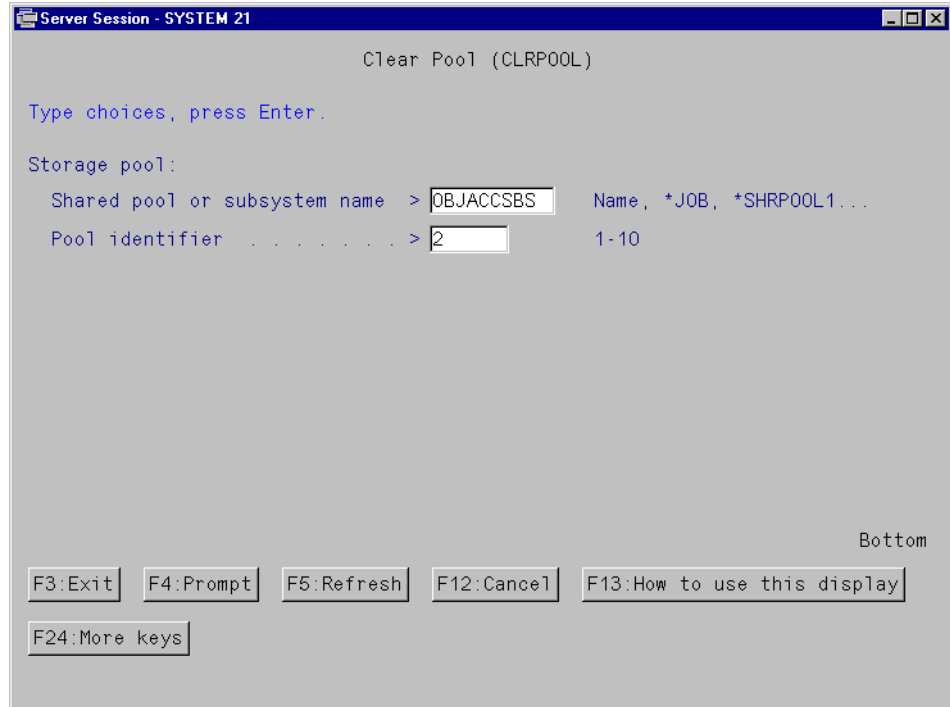 Server Session - SYSTEM 21
Clear Pool (CLRPOOL)
Type choices, press Enter.
Storage pool:
Shared pool or subsystem name > OBJACCSBS Name, *JOB, *SHRPOOL1...
Pool identifier . . . . . . . > 2 1-10
Bottom
F3:Exit F4:Prompt F5:Refresh F12:Cancel F13:How to use this display
F24:More keys